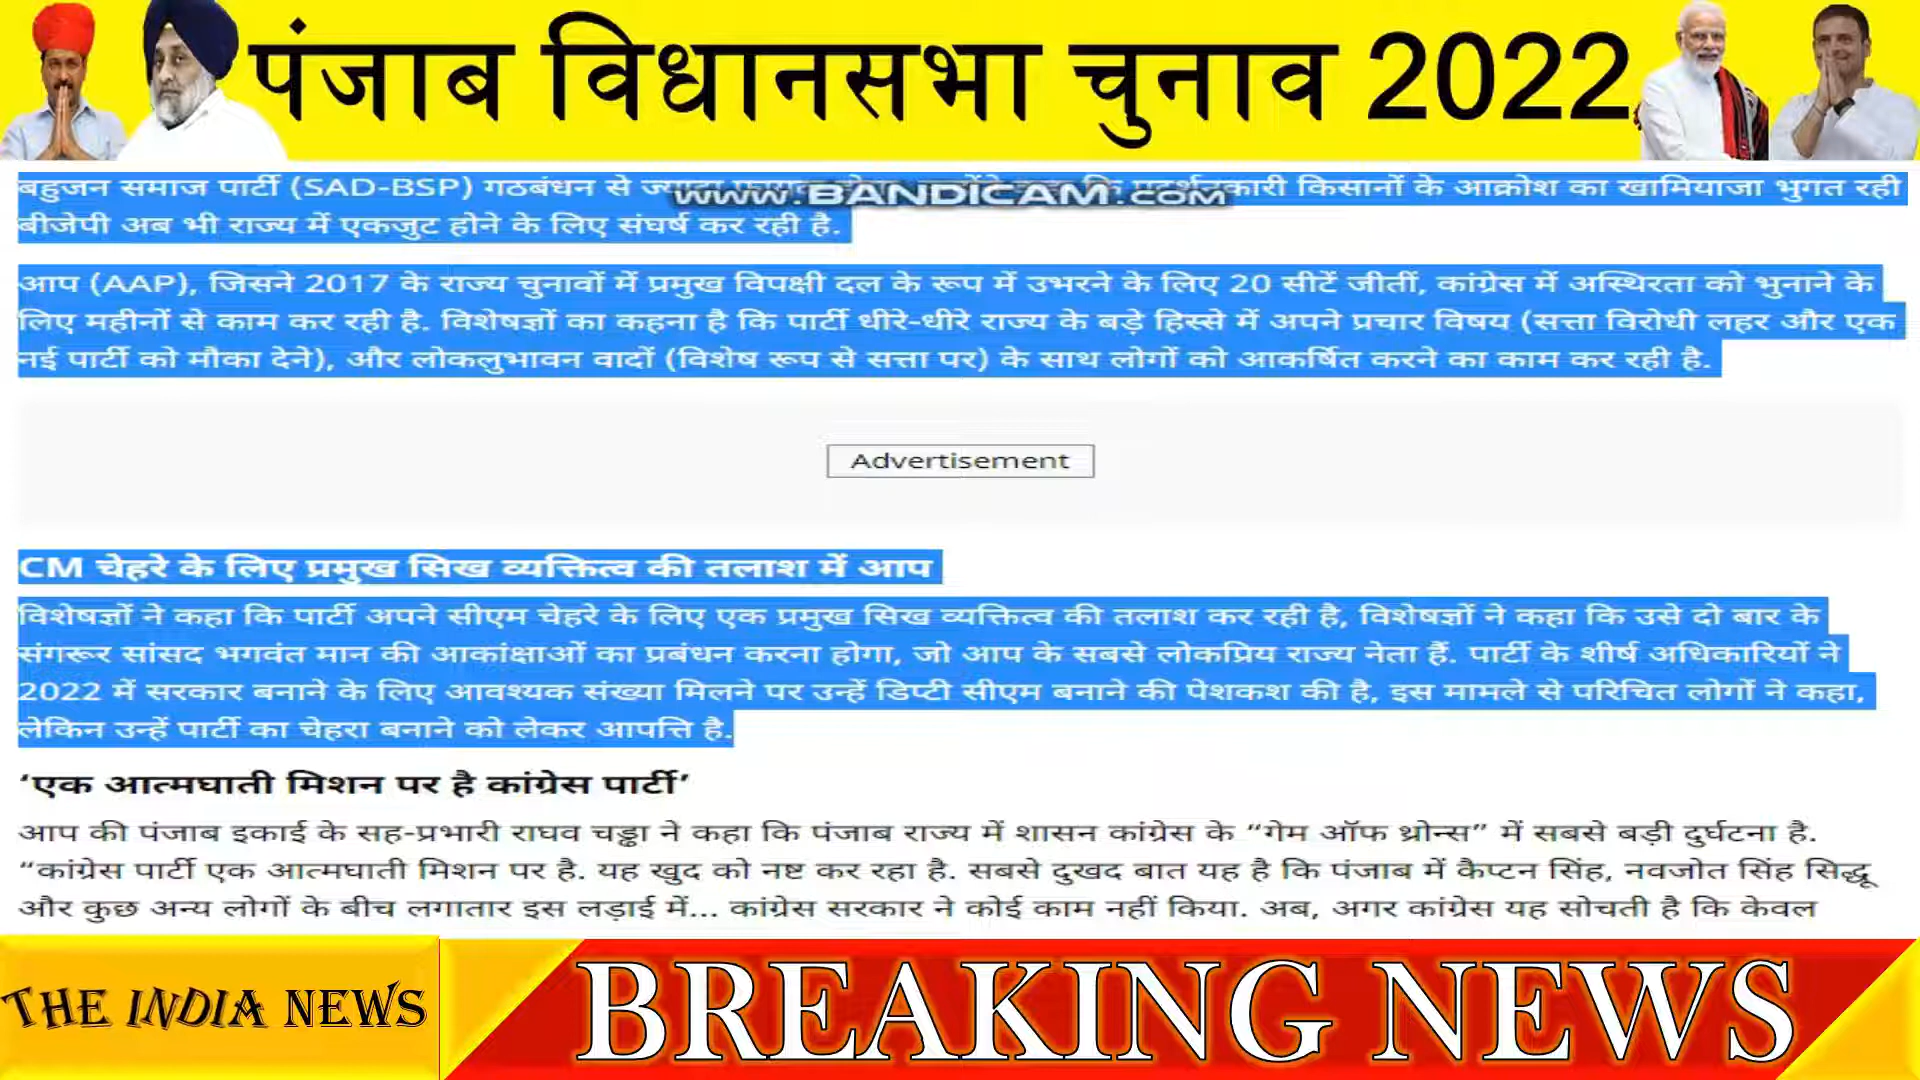 पंजाब विधानसभा चुनाव 2022
बहुजन समाज पार्टी (SAD-BSP) गठबंधन से
www.BANDICAM.com
किसानों के आक्रोश का खामियाजा भुगत रही
बीजेपी अब भी राज्य में एकजुट होने के लिए संघर्ष कर रही है.
आप (AAP), जिसने 2017 के राज्य चुनावों में प्रमुख विपक्षी दल के रूप में उभरने के लिए 20 सीटें जीतीं, कांग्रेस में अस्थिरता को भुनाने के
लिए महीनों से काम कर रही है. विशेषज्ञों का कहना है कि पार्टी धीरे-धीरे राज्य के बड़े हिस्से में अपने प्रचार विषय (सत्ता विरोधी लहर और एक
नई पार्टी को मौका देने), और लोकलुभावन वादों (विशेष रूप से सत्ता पर) के साथ लोगों को आकर्षित करने का काम कर रही है.
Advertisement
CM चेहरे के लिए प्रमुख सिख व्यक्तित्व की तलाश में आप
विशेषज्ञों ने कहा कि पार्टी अपने सीएम चेहरे के लिए एक प्रमुख सिख व्यक्तित्व की तलाश कर रही है, विशेषज्ञों ने कहा कि उसे दो बार के
संगरूर सांसद भगवंत मान की आकांक्षाओं का प्रबंधन करना होगा, जो आप के सबसे लोकप्रिय राज्य नेता हैं. पार्टी के शीर्ष अधिकारियों ने
2022 में सरकार बनाने के लिए आवश्यक संख्या मिलने पर उन्हें डिप्टी सीएम बनाने की पेशकश की है, इस मामले से परिचित लोगों ने कहा,
लेकिन उन्हें पार्टी का चेहरा बनाने को लेकर आपत्ति है.
‘एक आत्मघाती मिशन पर है कांग्रेस पार्टी’
आप की पंजाब इकाई के सह-प्रभारी राघव चड्ढा ने कहा कि पंजाब राज्य में शासन कांग्रेस के “गेम ऑफ थ्रोन्स” में सबसे बड़ी दुर्घटना है.
“कांग्रेस पार्टी एक आत्मघाती मिशन पर है. यह खुद को नष्ट कर रहा है. सबसे दुखद बात यह है कि पंजाब में कैप्टन सिंह, नवजोत सिंह सिद्धू
और कुछ अन्य लोगों के बीच लगातार इस लड़ाई में... कांग्रेस सरकार ने कोई काम नहीं किया. अब, अगर कांग्रेस यह सोचती है कि केवल
THE INDIA NEWS
BREAKING NEWS